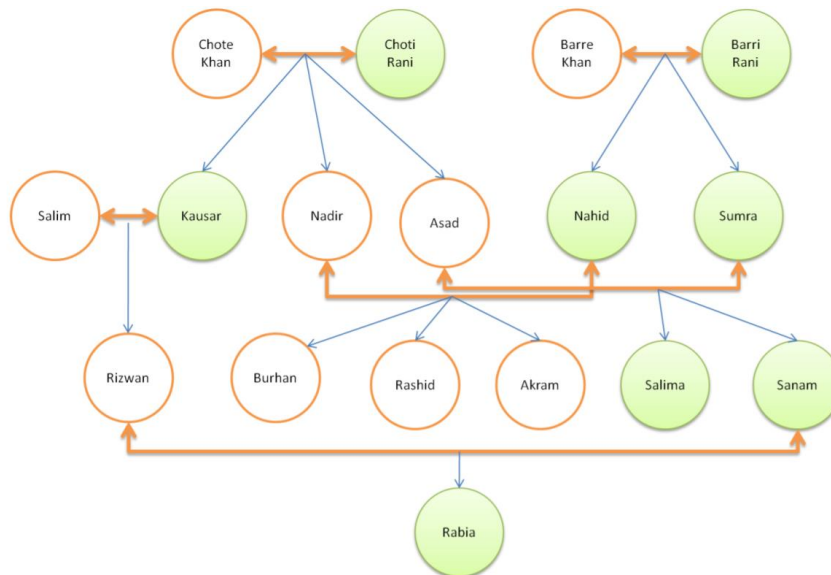 Chote
Khan
Choti
Rani
Barre
Khan
Barri
Rani
Salim
Kausar
Nadir
Asad
Nahid
Sumra
Rizwan
Burhan
Rashid
Akram
Salima
Sanam
Rabia